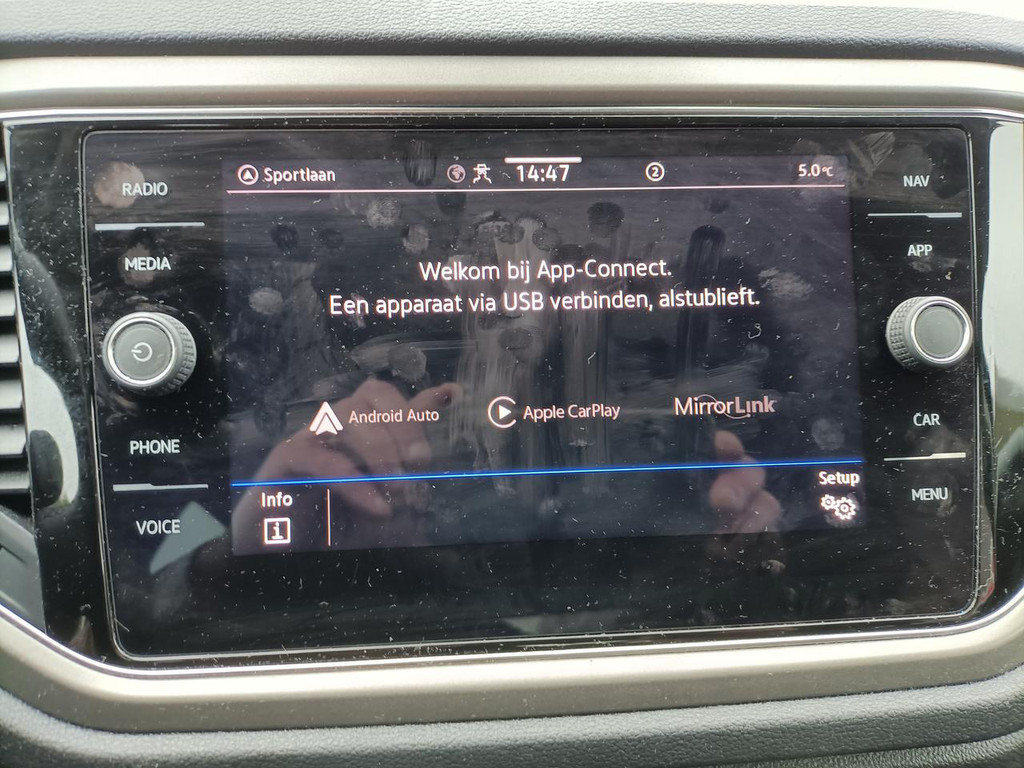 RADIO
MEDIA
PHONE
VOICE
Sportlaan 14:47 2 5.0°C
Welkom bij App-Connect.
Een apparaat via USB verbinden, alstublieft.
Android Auto Apple CarPlay MirrorLink
Info Setup
i
NAV
APP
CAR
MENU